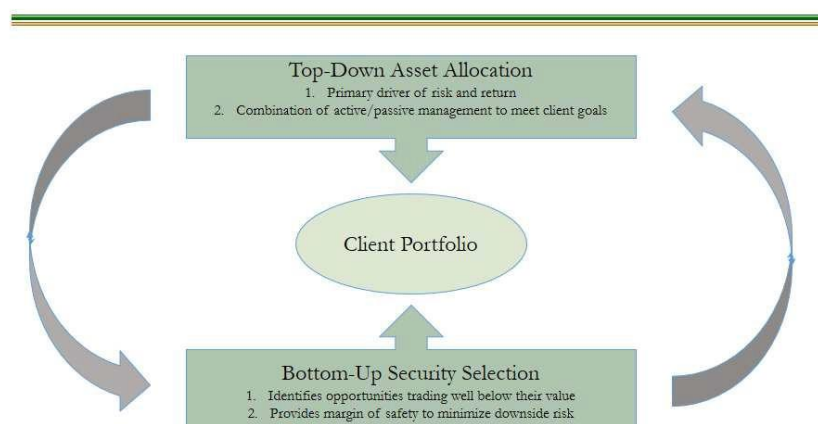 Top-Down Asset Allocation
1. Primary driver of risk and return
2. Combination of active/passive management to meet client goals
Client Portfolio
Bottom-Up Security Selection
1. Identifies opportunities trading well below their value
2. Provides margin of safety to minimize downside risk